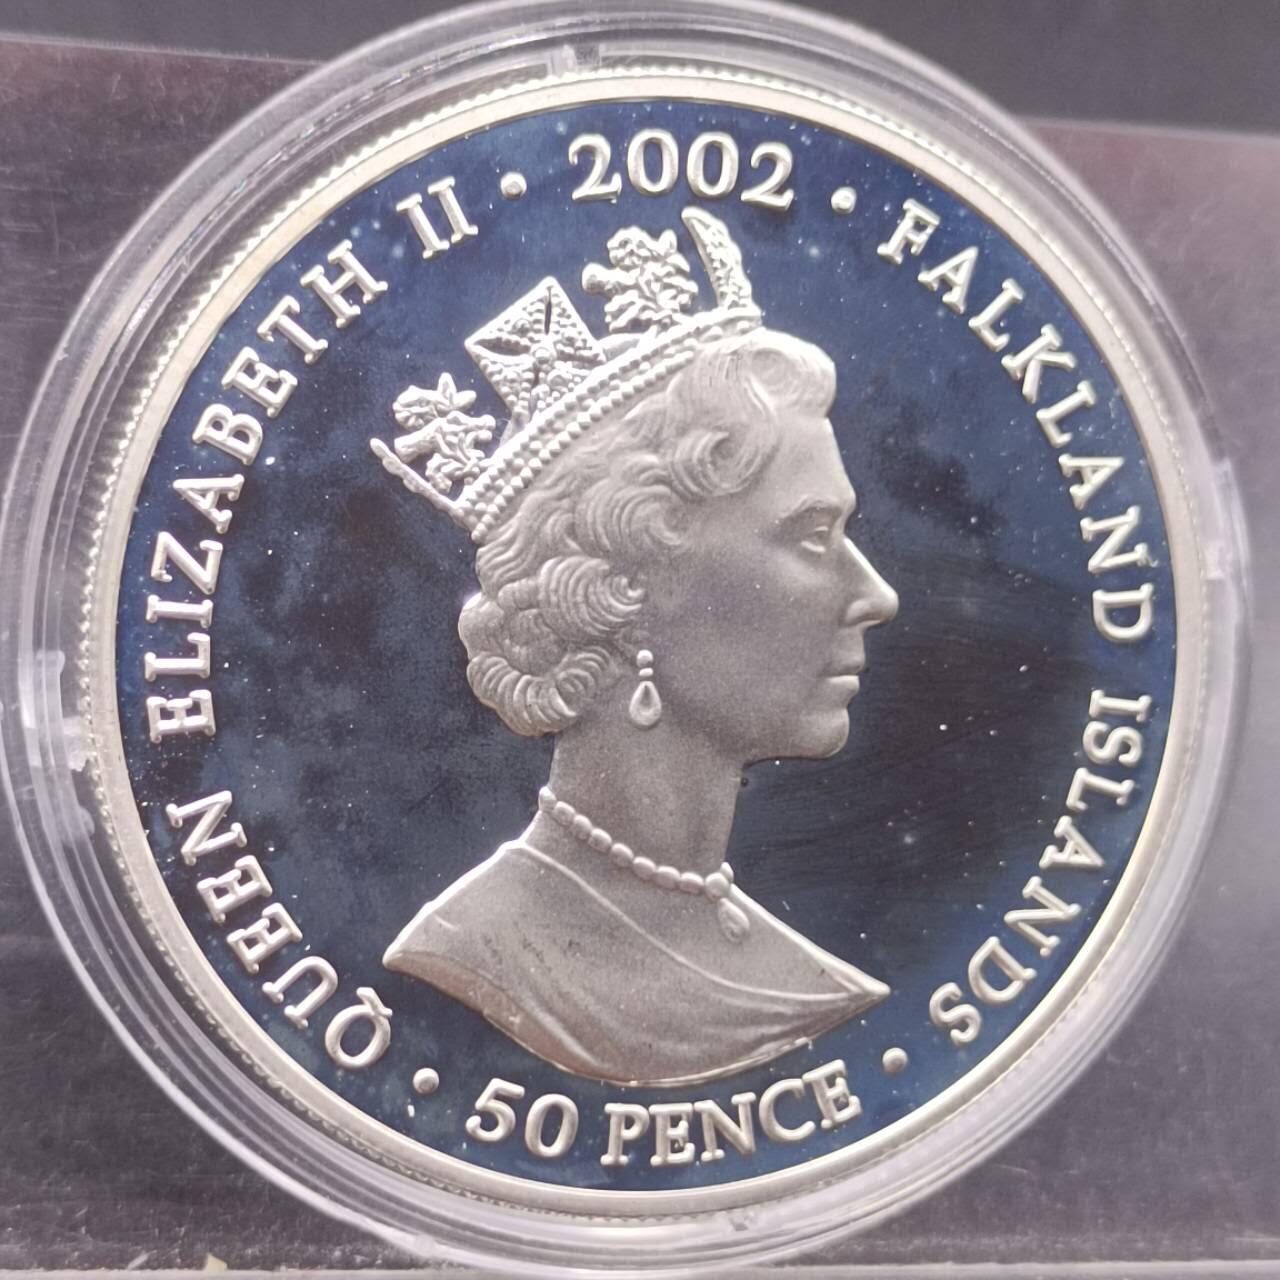 QUEEN ELIZABETH II · 2002 · FALKLAND ISLANDS ·
50 PENCE ·